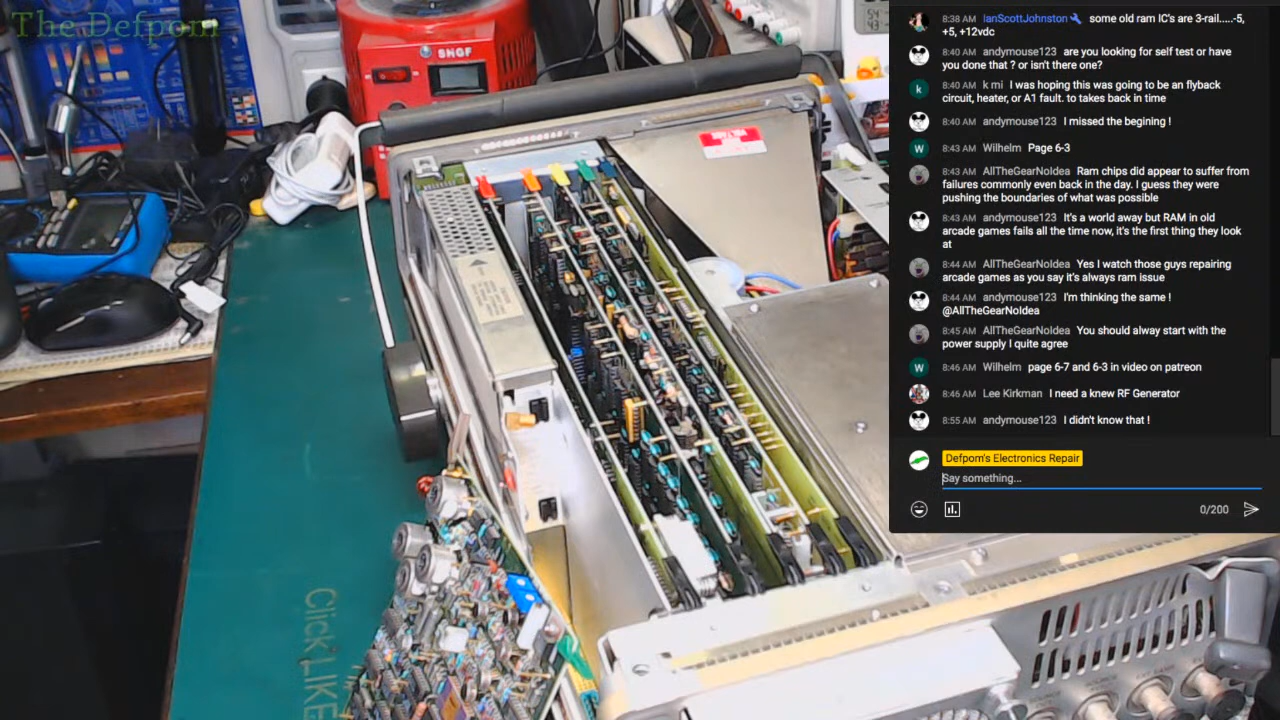 The Defpom
SNGF
Click LIKE
8:38 AM IanScottJohnston some old ram IC's are 3-rail.....-5,
+5, +12vdc
8:40 AM andymouse123 are you looking for self test or have
you done that ? or isn't there one?
8:40 AM k mi I was hoping this was going to be an flyback
circuit, heater, or A1 fault. to takes back in time
8:40 AM andymouse123 I missed the begining !
8:43 AM Wilhelm Page 6-3
8:43 AM AllTheGearNoIdea Ram chips did appear to suffer from
failures commonly even back in the day. I guess they were
pushing the boundaries of what was possible
8:43 AM andymouse123 It's a world away but RAM in old
arcade games fails all the time now, it's the first thing they look
at
8:44 AM AllTheGearNoIdea Yes I watch those guys repairing
arcade games as you say it's always ram issue
8:44 AM andymouse123 I'm thinking the same !
@AllTheGearNoIdea
8:45 AM AllTheGearNoIdea You should alway start with the
power supply I quite agree
8:46 AM Wilhelm page 6-7 and 6-3 in video on patreon
8:46 AM Lee Kirkman I need a knew RF Generator
8:55 AM andymouse123 I didn't know that !
Defpom's Electronics Repair
Say something...
0/200